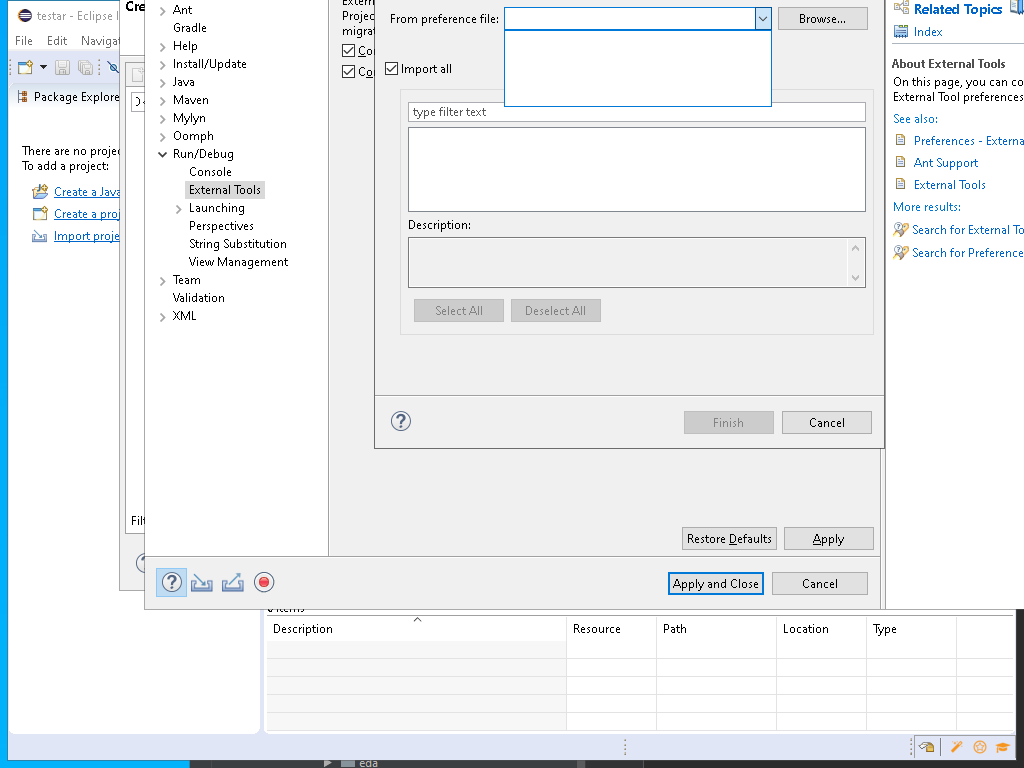 testar - Eclipse I
File Edit Navigat
Package Explore
There are no projec
To add a project:
Create a Java
Create a proj
Import proje
Cre
Filt
Ant
Gradle
Help
Install/Update
Java
Maven
Mylyn
Oomph
Run/Debug
Console
External Tools
Launching
Perspectives
String Substitution
View Management
Team
Validation
XML
Extern
Projec
migrat
Co
Co
From preference file:
Browse...
Import all
type filter text
Description:
Select All
Deselect All
Finish
Cancel
Restore Defaults
Apply
Apply and Close
Cancel
Related Topics
Index
About External Tools
On this page, you can co
External Tool preferences
See also:
Preferences - Externa
Ant Support
External Tools
More results:
Search for External To
Search for Preference
0 items
Description Resource Path Location Type
eda